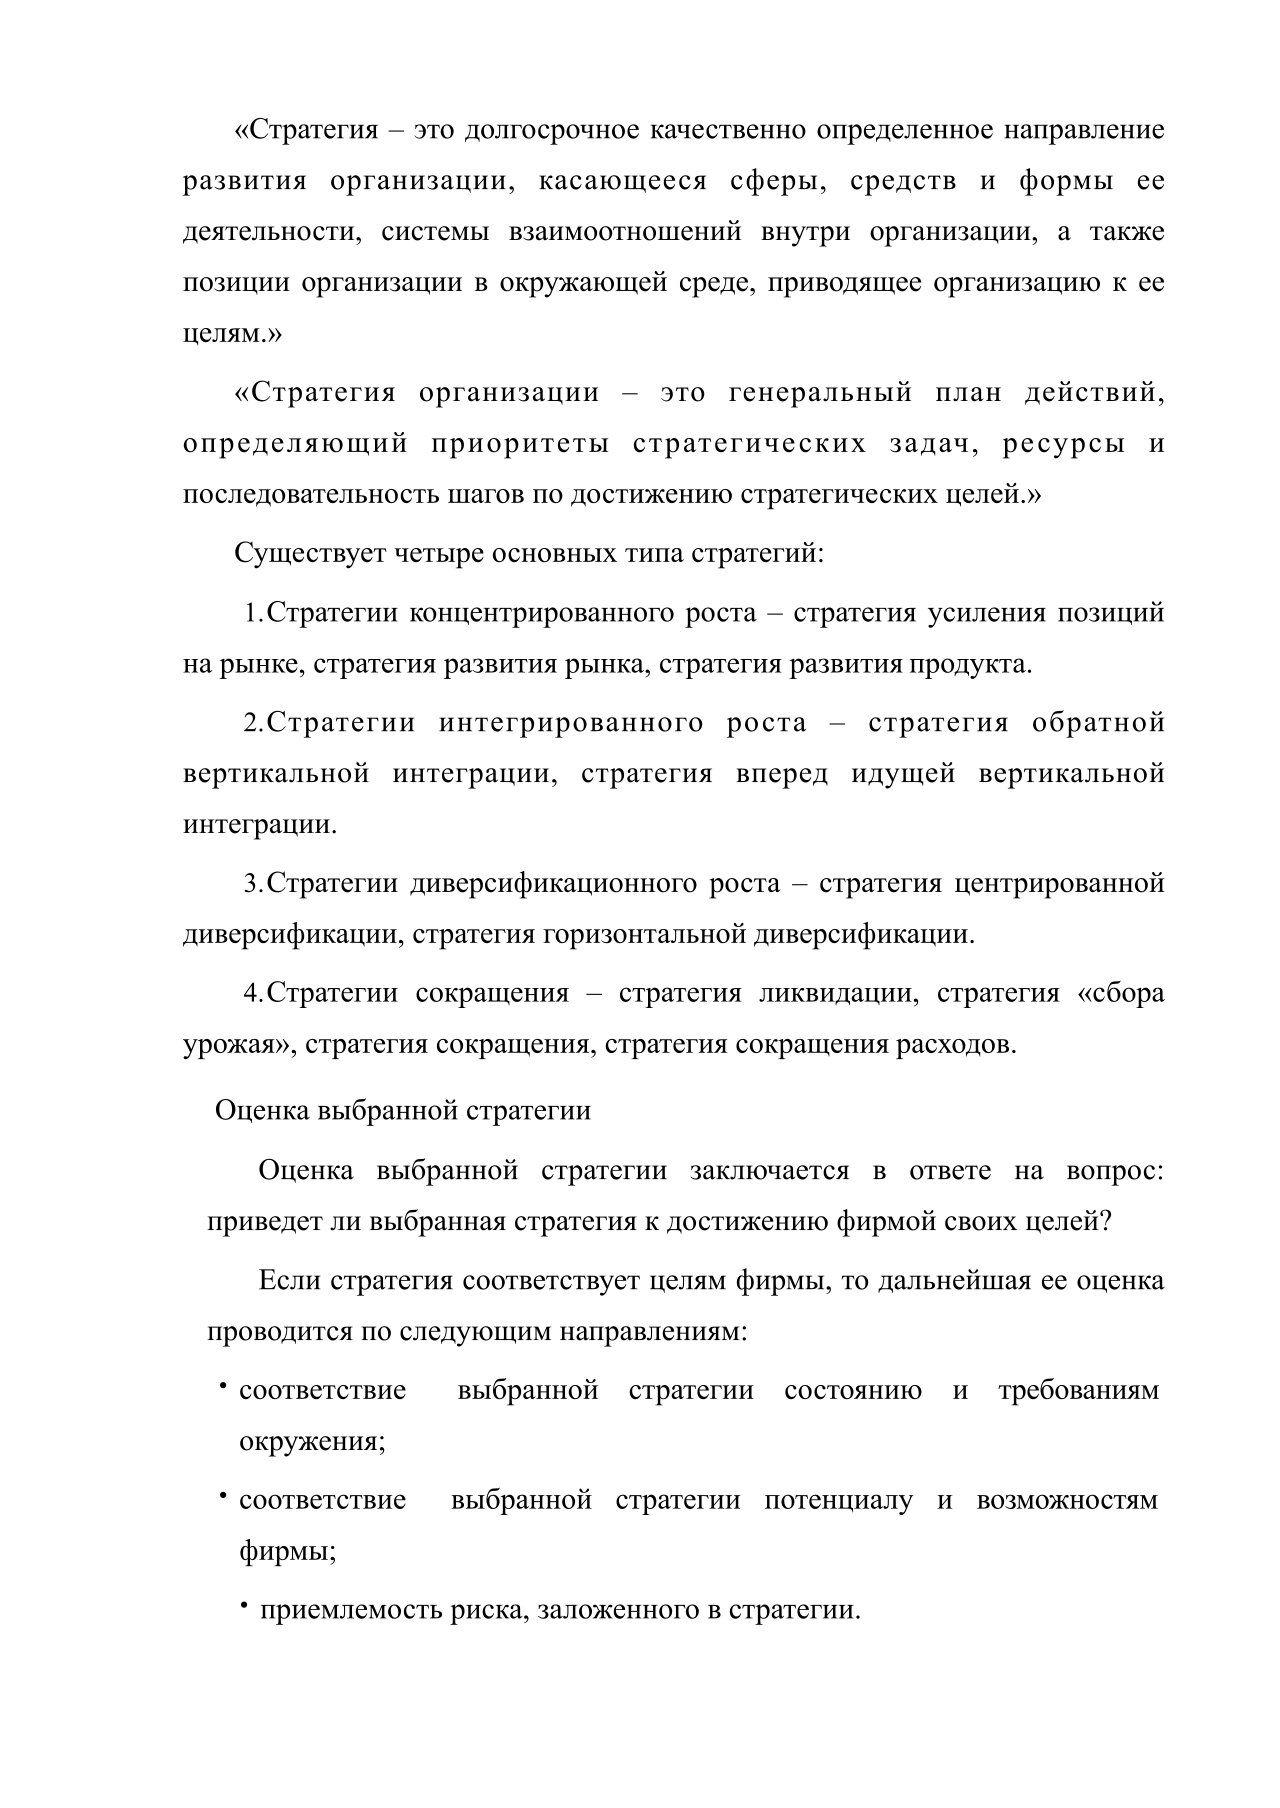 «Стратегия – это долгосрочное качественно определенное направление
развития организации, касающееся сферы, средств и формы ее
деятельности, системы взаимоотношений внутри организации, а также
позиции организации в окружающей среде, приводящее организацию к ее
целям.»
«Стратегия организации – это генеральный план действий,
определяющий приоритеты стратегических задач, ресурсы и
последовательность шагов по достижению стратегических целей.»
Существует четыре основных типа стратегий:
1.Стратегии концентрированного роста – стратегия усиления позиций
на рынке, стратегия развития рынка, стратегия развития продукта.
2.Стратегии интегрированного роста – стратегия обратной
вертикальной интеграции, стратегия вперед идущей вертикальной
интеграции.
3.Стратегии диверсификационного роста – стратегия центрированной
диверсификации, стратегия горизонтальной диверсификации.
4.Стратегии сокращения – стратегия ликвидации, стратегия «сбора
урожая», стратегия сокращения, стратегия сокращения расходов.
Оценка выбранной стратегии
Оценка выбранной стратегии заключается в ответе на вопрос:
приведет ли выбранная стратегия к достижению фирмой своих целей?
Если стратегия соответствует целям фирмы, то дальнейшая ее оценка
проводится по следующим направлениям:
• соответствие выбранной стратегии состоянию и требованиям
окружения;
• соответствие выбранной стратегии потенциалу и возможностям
фирмы;
• приемлемость риска, заложенного в стратегии.